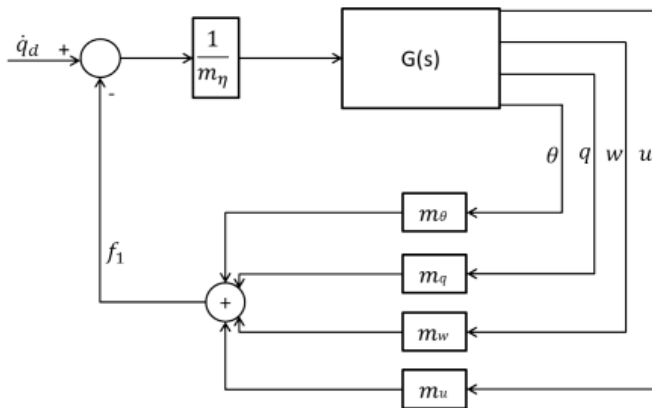 q̇_d
+
-
1
m_η
G(s)
θ q w u
m_θ
f_1
m_q
+
m_w
m_u